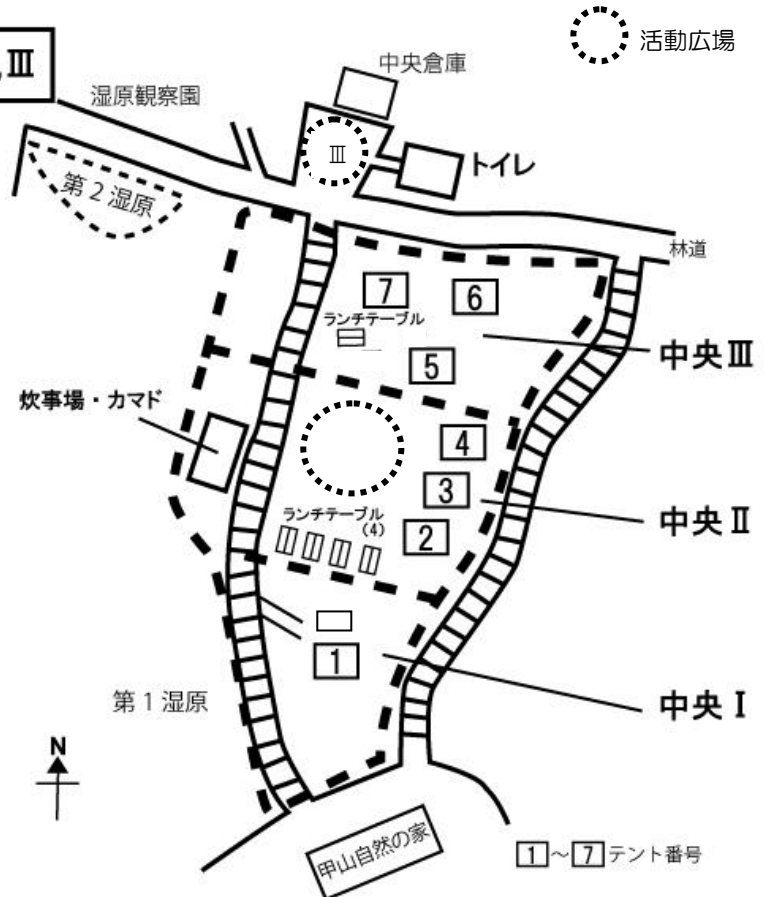 活動広場
,Ⅲ
中央倉庫
湿原観察園
Ⅲ
トイレ
第2湿原
林道
7
6
ランチテーブル
5
中央Ⅲ
炊事場・カマド
4
3
ランチテーブル
(4)
2
中央Ⅱ
1
第1湿原
中央Ⅰ
N
甲山自然の家
1～7テント番号